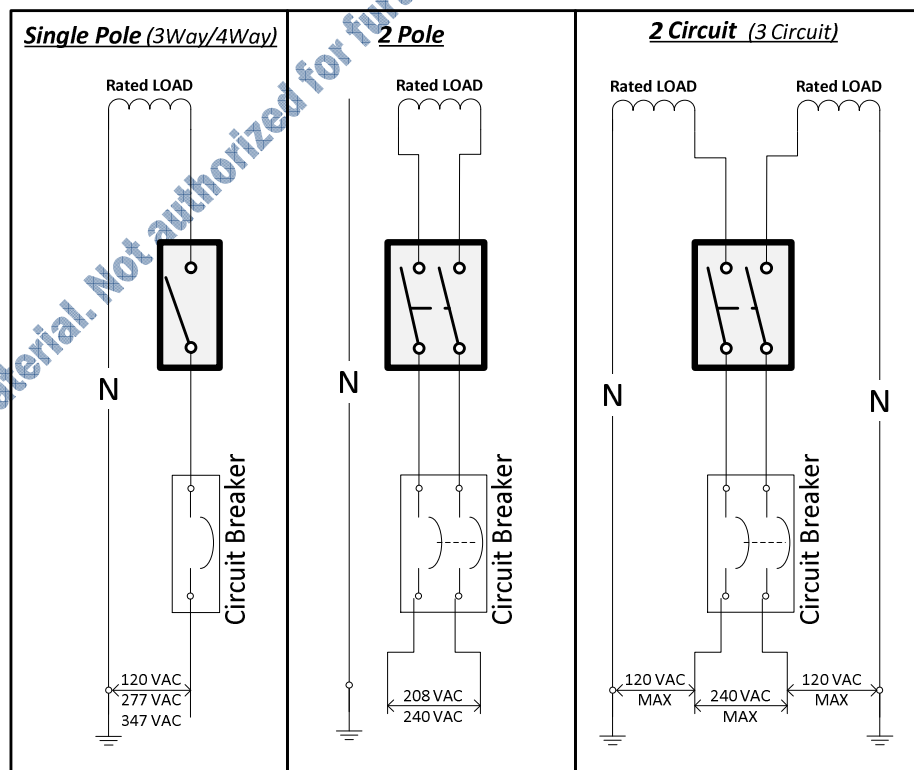 Single Pole (3Way/4Way)
Rated LOAD
N
Circuit Breaker
120 VAC
277 VAC
347 VAC
2 Pole
Rated LOAD
N
Circuit Breaker
208 VAC
240 VAC
2 Circuit (3 Circuit)
Rated LOAD
Rated LOAD
N
N
Circuit Breaker
120 VAC
MAX
240 VAC
MAX
120 VAC
MAX
Not authorized for